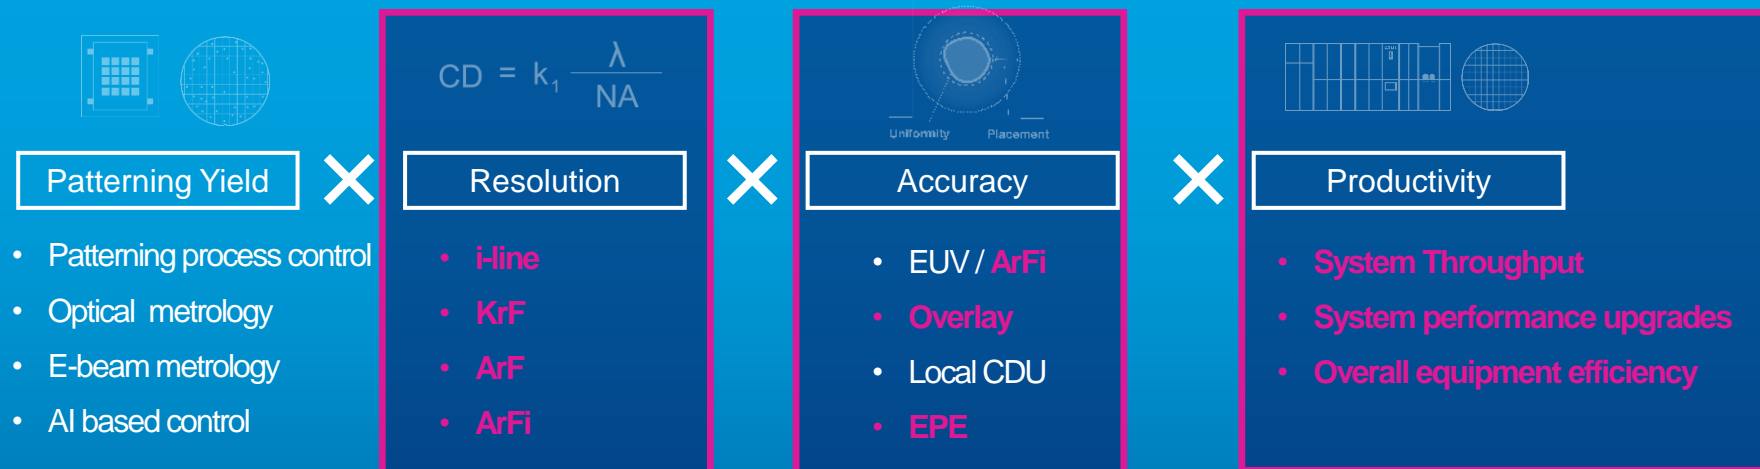 CD = k₁ λ / NA
Uniformity Placement
Patterning Yield × Resolution × Accuracy × Productivity
• Patterning process control
• Optical metrology
• E-beam metrology
• AI based control
• i-line
• KrF
• ArF
• ArFi
• EUV / ArFi
• Overlay
• Local CDU
• EPE
• System Throughput
• System performance upgrades
• Overall equipment efficiency